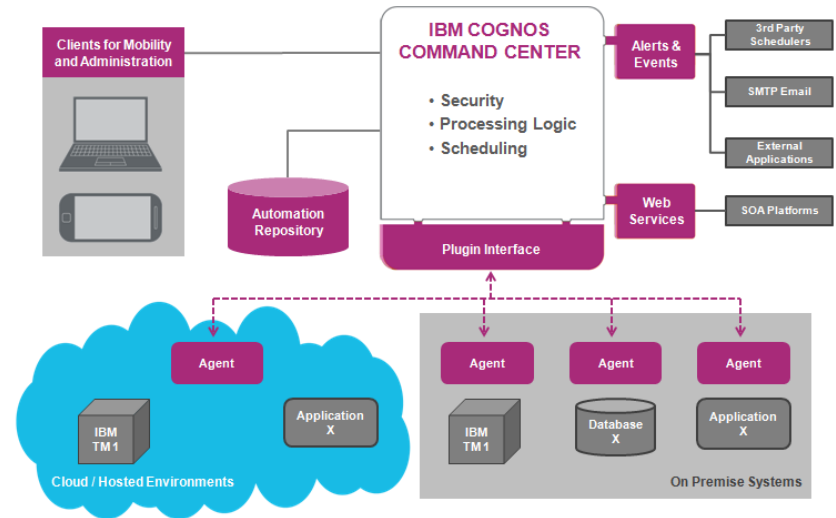 Clients for Mobility
and Administration
IBM COGNOS
COMMAND CENTER
• Security
• Processing Logic
• Scheduling
Alerts &
Events
3rd Party
Schedulers
SMTP Email
External
Applications
Automation
Repository
Web
Services
SOA Platforms
Plugin Interface
Agent
Agent
Agent
Agent
IBM
TM1
Application
X
IBM
TM1
Database
X
Application
X
Cloud / Hosted Environments
On Premise Systems